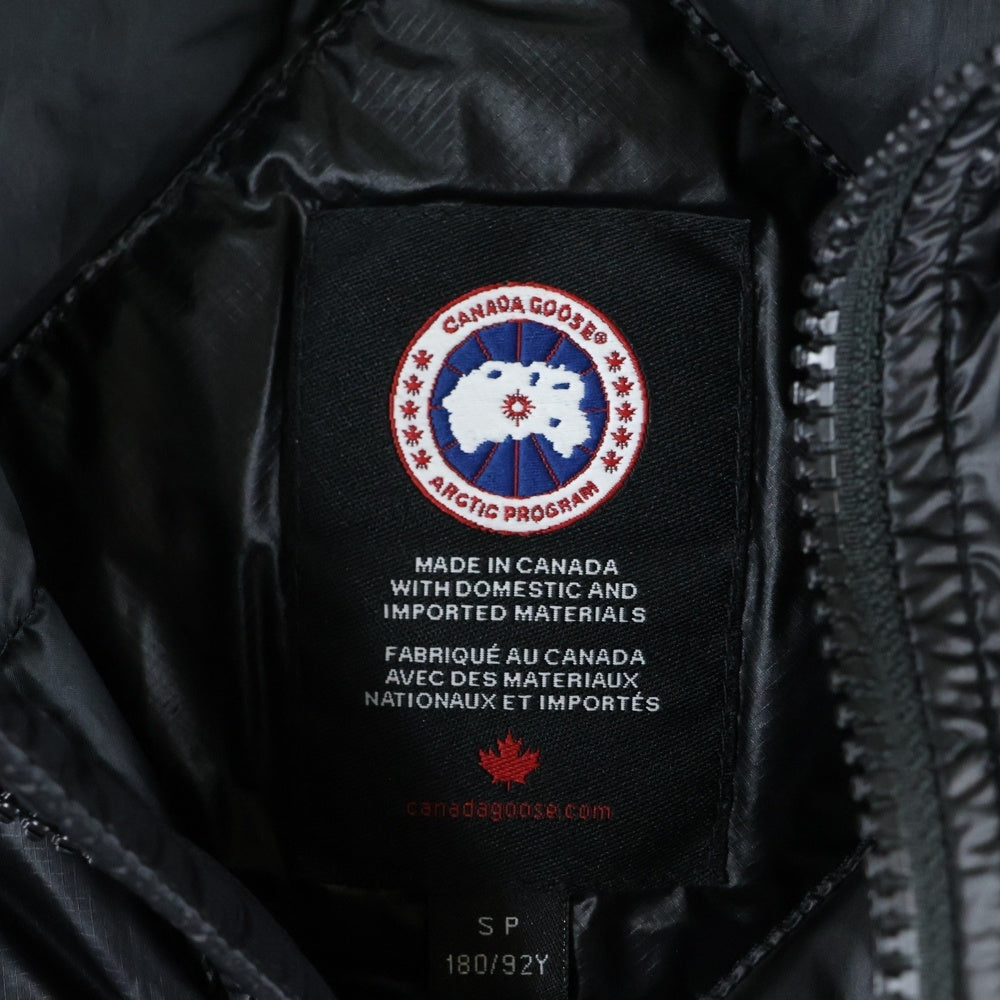 CANADA GOOSE®
ARCTIC PROGRAM
MADE IN CANADA
WITH DOMESTIC AND
IMPORTED MATERIALS
FABRIQUÉ AU CANADA
AVEC DES MATERIAUX
NATIONAUX ET IMPORTÉS
canadagoose.com
S P
180/92Y